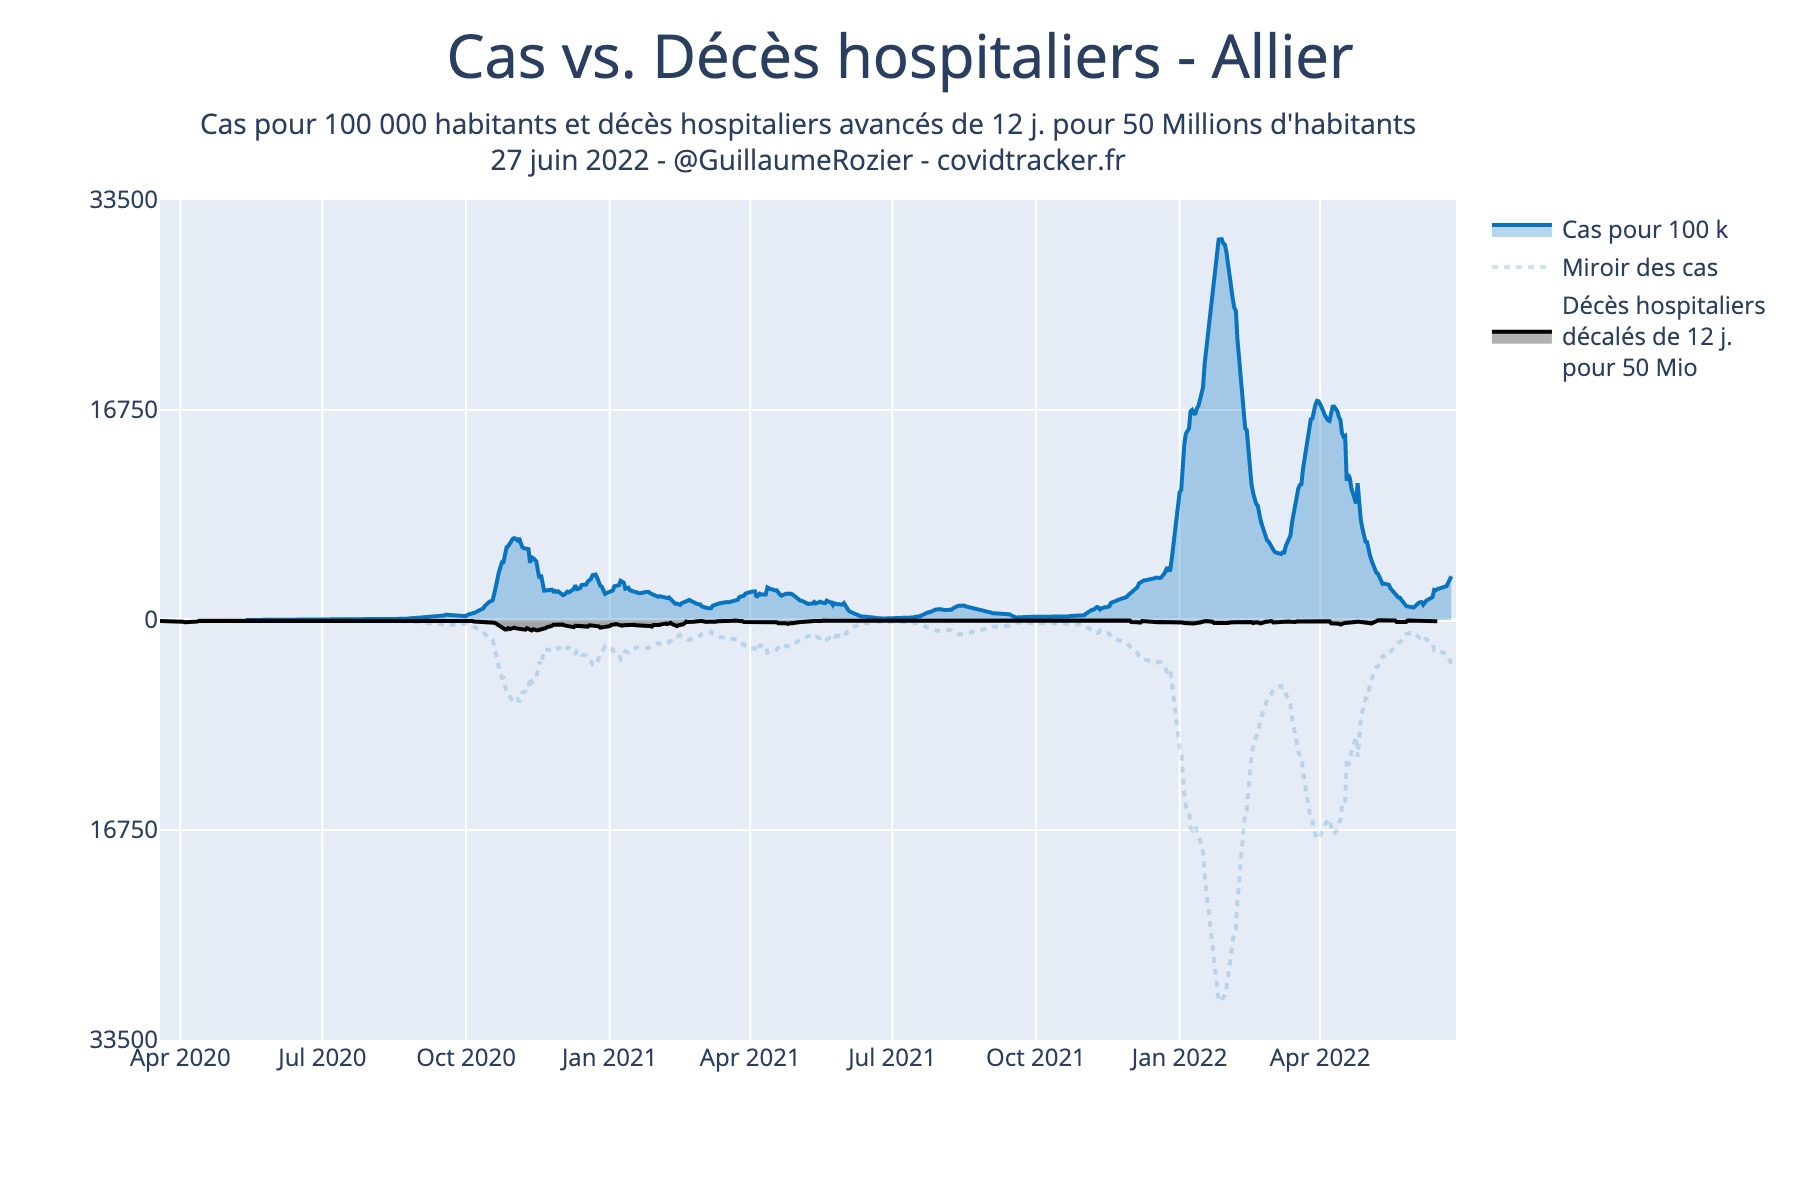 Cas vs. Décès hospitaliers - Allier
Cas pour 100 000 habitants et décès hospitaliers avancés de 12 j. pour 50 Millions d'habitants
27 juin 2022 - @GuillaumeRozier - covidtracker.fr
33500
16750
0
16750
33500
Apr 2020 Jul 2020 Oct 2020 Jan 2021 Apr 2021 Jul 2021 Oct 2021 Jan 2022 Apr 2022
Cas pour 100 k
Miroir des cas
Décès hospitaliers
décalés de 12 j.
pour 50 Mio